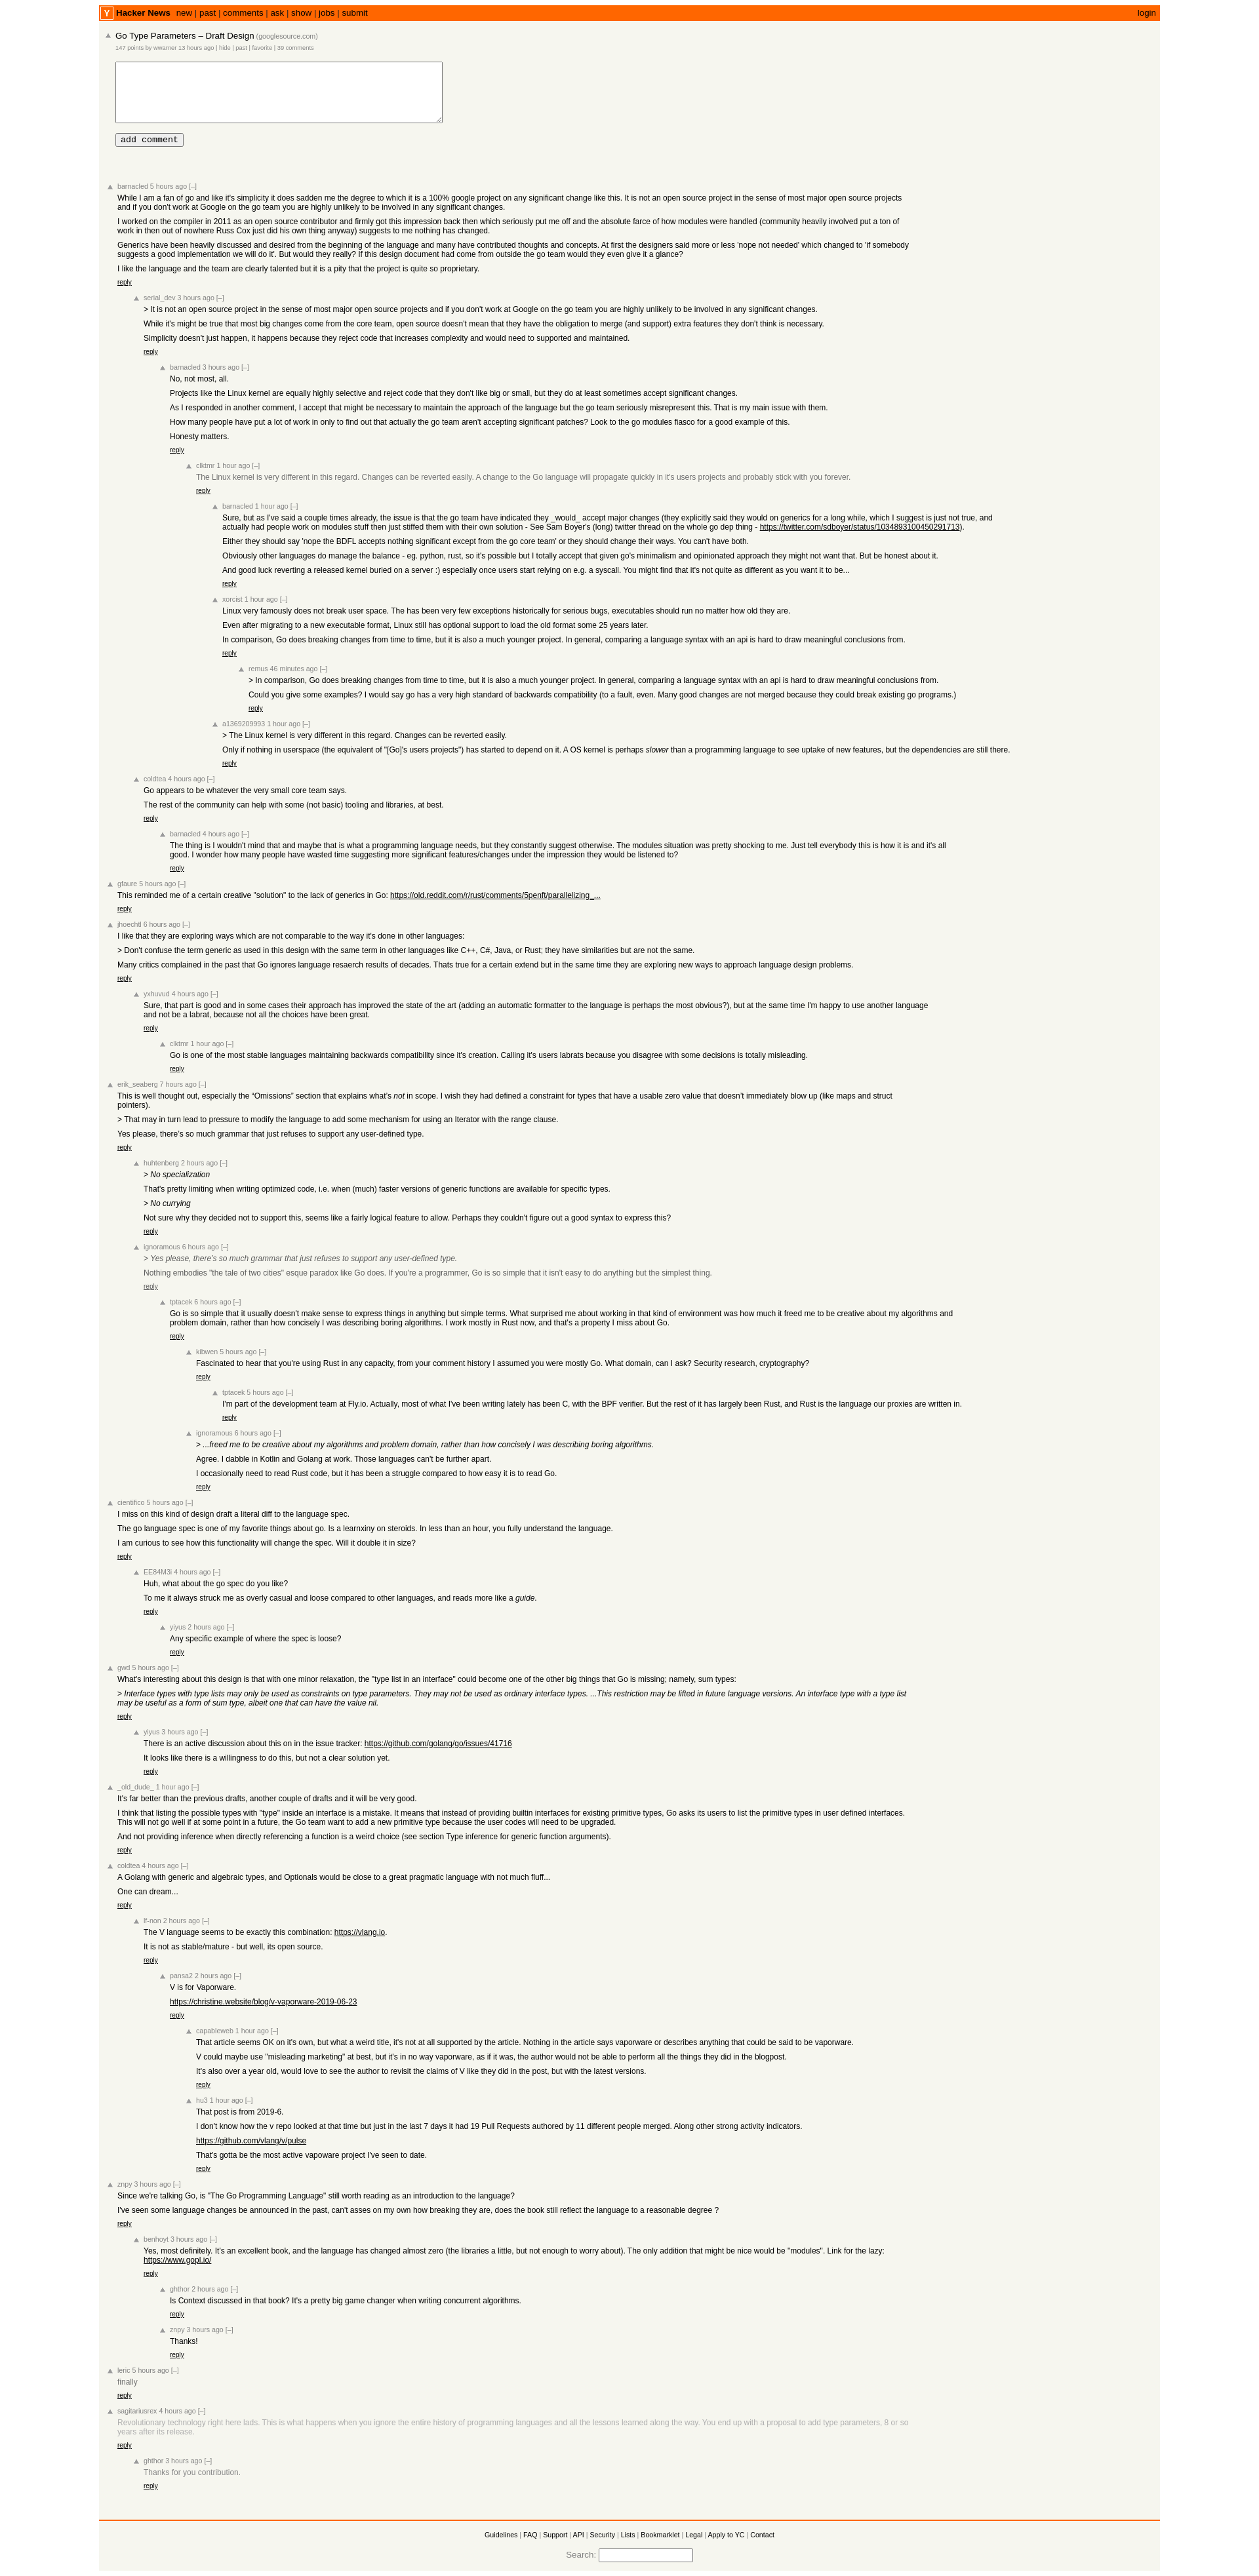 Y Hacker News new | past | comments | ask | show | jobs | submit login
Go Type Parameters – Draft Design (googlesource.com)
147 points by wwarner 13 hours ago | hide | past | favorite | 39 comments
add comment
barnacled 5 hours ago [–]
While I am a fan of go and like it's simplicity it does sadden me the degree to which it is a 100% google project on any significant change like this. It is not an open source project in the sense of most major open source projects
and if you don't work at Google on the go team you are highly unlikely to be involved in any significant changes.
I worked on the compiler in 2011 as an open source contributor and firmly got this impression back then which seriously put me off and the absolute farce of how modules were handled (community heavily involved put a ton of
work in then out of nowhere Russ Cox just did his own thing anyway) suggests to me nothing has changed.
Generics have been heavily discussed and desired from the beginning of the language and many have contributed thoughts and concepts. At first the designers said more or less 'nope not needed' which changed to 'if somebody
suggests a good implementation we will do it'. But would they really? If this design document had come from outside the go team would they even give it a glance?
I like the language and the team are clearly talented but it is a pity that the project is quite so proprietary.
reply
serial_dev 3 hours ago [–]
> It is not an open source project in the sense of most major open source projects and if you don't work at Google on the go team you are highly unlikely to be involved in any significant changes.
While it's might be true that most big changes come from the core team, open source doesn't mean that they have the obligation to merge (and support) extra features they don't think is necessary.
Simplicity doesn't just happen, it happens because they reject code that increases complexity and would need to supported and maintained.
reply
barnacled 3 hours ago [–]
No, not most, all.
Projects like the Linux kernel are equally highly selective and reject code that they don't like big or small, but they do at least sometimes accept significant changes.
As I responded in another comment, I accept that might be necessary to maintain the approach of the language but the go team seriously misrepresent this. That is my main issue with them.
How many people have put a lot of work in only to find out that actually the go team aren't accepting significant patches? Look to the go modules fiasco for a good example of this.
Honesty matters.
reply
clktmr 1 hour ago [–]
The Linux kernel is very different in this regard. Changes can be reverted easily. A change to the Go language will propagate quickly in it's users projects and probably stick with you forever.
reply
barnacled 1 hour ago [–]
Sure, but as I've said a couple times already, the issue is that the go team have indicated they _would_ accept major changes (they explicitly said they would on generics for a long while, which I suggest is just not true, and
actually had people work on modules stuff then just stiffed them with their own solution - See Sam Boyer's (long) twitter thread on the whole go dep thing - https://twitter.com/sdboyer/status/1034893100450291713).
Either they should say 'nope the BDFL accepts nothing significant except from the go core team' or they should change their ways. You can't have both.
Obviously other languages do manage the balance - eg. python, rust, so it's possible but I totally accept that given go's minimalism and opinionated approach they might not want that. But be honest about it.
And good luck reverting a released kernel buried on a server :) especially once users start relying on e.g. a syscall. You might find that it's not quite as different as you want it to be...
reply
xorcist 1 hour ago [–]
Linux very famously does not break user space. The has been very few exceptions historically for serious bugs, executables should run no matter how old they are.
Even after migrating to a new executable format, Linux still has optional support to load the old format some 25 years later.
In comparison, Go does breaking changes from time to time, but it is also a much younger project. In general, comparing a language syntax with an api is hard to draw meaningful conclusions from.
reply
remus 46 minutes ago [–]
> In comparison, Go does breaking changes from time to time, but it is also a much younger project. In general, comparing a language syntax with an api is hard to draw meaningful conclusions from.
Could you give some examples? I would say go has a very high standard of backwards compatibility (to a fault, even. Many good changes are not merged because they could break existing go programs.)
reply
a1369209993 1 hour ago [–]
> The Linux kernel is very different in this regard. Changes can be reverted easily.
Only if nothing in userspace (the equivalent of "[Go]'s users projects") has started to depend on it. A OS kernel is perhaps slower than a programming language to see uptake of new features, but the dependencies are still there.
reply
coldtea 4 hours ago [–]
Go appears to be whatever the very small core team says.
The rest of the community can help with some (not basic) tooling and libraries, at best.
reply
barnacled 4 hours ago [–]
The thing is I wouldn't mind that and maybe that is what a programming language needs, but they constantly suggest otherwise. The modules situation was pretty shocking to me. Just tell everybody this is how it is and it's all
good. I wonder how many people have wasted time suggesting more significant features/changes under the impression they would be listened to?
reply
gfaure 5 hours ago [–]
This reminded me of a certain creative "solution" to the lack of generics in Go: https://old.reddit.com/r/rust/comments/5penft/parallelizing_...
reply
jhoechtl 6 hours ago [–]
I like that they are exploring ways which are not comparable to the way it's done in other languages:
> Don't confuse the term generic as used in this design with the same term in other languages like C++, C#, Java, or Rust; they have similarities but are not the same.
Many critics complained in the past that Go ignores language resaerch results of decades. Thats true for a certain extend but in the same time they are exploring new ways to approach language design problems.
reply
yxhuvud 4 hours ago [–]
Sure, that part is good and in some cases their approach has improved the state of the art (adding an automatic formatter to the language is perhaps the most obvious?), but at the same time I'm happy to use another language
and not be a labrat, because not all the choices have been great.
reply
clktmr 1 hour ago [–]
Go is one of the most stable languages maintaining backwards compatibility since it's creation. Calling it's users labrats because you disagree with some decisions is totally misleading.
reply
erik_seaberg 7 hours ago [–]
This is well thought out, especially the “Omissions” section that explains what’s not in scope. I wish they had defined a constraint for types that have a usable zero value that doesn’t immediately blow up (like maps and struct
pointers).
> That may in turn lead to pressure to modify the language to add some mechanism for using an Iterator with the range clause.
Yes please, there’s so much grammar that just refuses to support any user-defined type.
reply
huhtenberg 2 hours ago [–]
> No specialization
That's pretty limiting when writing optimized code, i.e. when (much) faster versions of generic functions are available for specific types.
> No currying
Not sure why they decided not to support this, seems like a fairly logical feature to allow. Perhaps they couldn't figure out a good syntax to express this?
reply
ignoramous 6 hours ago [–]
> Yes please, there’s so much grammar that just refuses to support any user-defined type.
Nothing embodies "the tale of two cities" esque paradox like Go does. If you're a programmer, Go is so simple that it isn't easy to do anything but the simplest thing.
reply
tptacek 6 hours ago [–]
Go is so simple that it usually doesn't make sense to express things in anything but simple terms. What surprised me about working in that kind of environment was how much it freed me to be creative about my algorithms and
problem domain, rather than how concisely I was describing boring algorithms. I work mostly in Rust now, and that's a property I miss about Go.
reply
kibwen 5 hours ago [–]
Fascinated to hear that you're using Rust in any capacity, from your comment history I assumed you were mostly Go. What domain, can I ask? Security research, cryptography?
reply
tptacek 5 hours ago [–]
I'm part of the development team at Fly.io. Actually, most of what I've been writing lately has been C, with the BPF verifier. But the rest of it has largely been Rust, and Rust is the language our proxies are written in.
reply
ignoramous 6 hours ago [–]
> ...freed me to be creative about my algorithms and problem domain, rather than how concisely I was describing boring algorithms.
Agree. I dabble in Kotlin and Golang at work. Those languages can't be further apart.
I occasionally need to read Rust code, but it has been a struggle compared to how easy it is to read Go.
reply
cientifico 5 hours ago [–]
I miss on this kind of design draft a literal diff to the language spec.
The go language spec is one of my favorite things about go. Is a learnxiny on steroids. In less than an hour, you fully understand the language.
I am curious to see how this functionality will change the spec. Will it double it in size?
reply
EE84M3i 4 hours ago [–]
Huh, what about the go spec do you like?
To me it always struck me as overly casual and loose compared to other languages, and reads more like a guide.
reply
yiyus 2 hours ago [–]
Any specific example of where the spec is loose?
reply
gwd 5 hours ago [–]
What's interesting about this design is that with one minor relaxation, the "type list in an interface" could become one of the other big things that Go is missing; namely, sum types:
> Interface types with type lists may only be used as constraints on type parameters. They may not be used as ordinary interface types. ...This restriction may be lifted in future language versions. An interface type with a type list
may be useful as a form of sum type, albeit one that can have the value nil.
reply
yiyus 3 hours ago [–]
There is an active discussion about this on in the issue tracker: https://github.com/golang/go/issues/41716
It looks like there is a willingness to do this, but not a clear solution yet.
reply
_old_dude_ 1 hour ago [–]
It's far better than the previous drafts, another couple of drafts and it will be very good.
I think that listing the possible types with "type" inside an interface is a mistake. It means that instead of providing builtin interfaces for existing primitive types, Go asks its users to list the primitive types in user defined interfaces.
This will not go well if at some point in a future, the Go team want to add a new primitive type because the user codes will need to be upgraded.
And not providing inference when directly referencing a function is a weird choice (see section Type inference for generic function arguments).
reply
coldtea 4 hours ago [–]
A Golang with generic and algebraic types, and Optionals would be close to a great pragmatic language with not much fluff...
One can dream...
reply
lf-non 2 hours ago [–]
The V language seems to be exactly this combination: https://vlang.io.
It is not as stable/mature - but well, its open source.
reply
pansa2 2 hours ago [–]
V is for Vaporware.
https://christine.website/blog/v-vaporware-2019-06-23
reply
capableweb 1 hour ago [–]
That article seems OK on it's own, but what a weird title, it's not at all supported by the article. Nothing in the article says vaporware or describes anything that could be said to be vaporware.
V could maybe use "misleading marketing" at best, but it's in no way vaporware, as if it was, the author would not be able to perform all the things they did in the blogpost.
It's also over a year old, would love to see the author to revisit the claims of V like they did in the post, but with the latest versions.
reply
hu3 1 hour ago [–]
That post is from 2019-6.
I don't know how the v repo looked at that time but just in the last 7 days it had 19 Pull Requests authored by 11 different people merged. Along other strong activity indicators.
https://github.com/vlang/v/pulse
That's gotta be the most active vapoware project I've seen to date.
reply
znpy 3 hours ago [–]
Since we're talking Go, is "The Go Programming Language" still worth reading as an introduction to the language?
I've seen some language changes be announced in the past, can't asses on my own how breaking they are, does the book still reflect the language to a reasonable degree ?
reply
benhoyt 3 hours ago [–]
Yes, most definitely. It's an excellent book, and the language has changed almost zero (the libraries a little, but not enough to worry about). The only addition that might be nice would be "modules". Link for the lazy:
https://www.gopl.io/
reply
ghthor 2 hours ago [–]
Is Context discussed in that book? It's a pretty big game changer when writing concurrent algorithms.
reply
znpy 3 hours ago [–]
Thanks!
reply
leric 5 hours ago [–]
finally
reply
sagitariusrex 4 hours ago [–]
Revolutionary technology right here lads. This is what happens when you ignore the entire history of programming languages and all the lessons learned along the way. You end up with a proposal to add type parameters, 8 or so
years after its release.
reply
ghthor 3 hours ago [–]
Thanks for you contribution.
reply
Guidelines | FAQ | Support | API | Security | Lists | Bookmarklet | Legal | Apply to YC | Contact
Search: